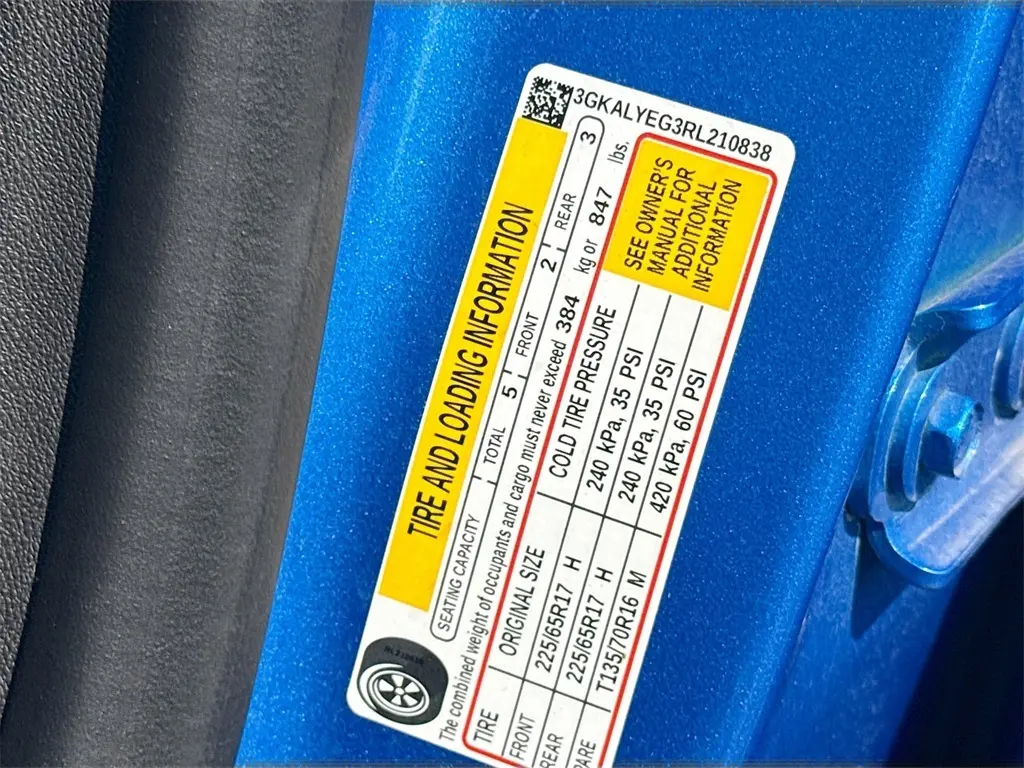 3GKALYEG3RL210838
TIRE AND LOADING INFORMATION
SEATING CAPACITY TOTAL 5 FRONT 2 REAR 3
The combined weight of occupants and cargo must never exceed 384 kg or 847 lbs.
TIRE ORIGINAL SIZE COLD TIRE PRESSURE
FRONT 225/65R17 H 240 kPa, 35 PSI
REAR 225/65R17 H 240 kPa, 35 PSI
PARE T135/70R16 M 420 kPa, 60 PSI
SEE OWNER'S
MANUAL FOR
ADDITIONAL
INFORMATION